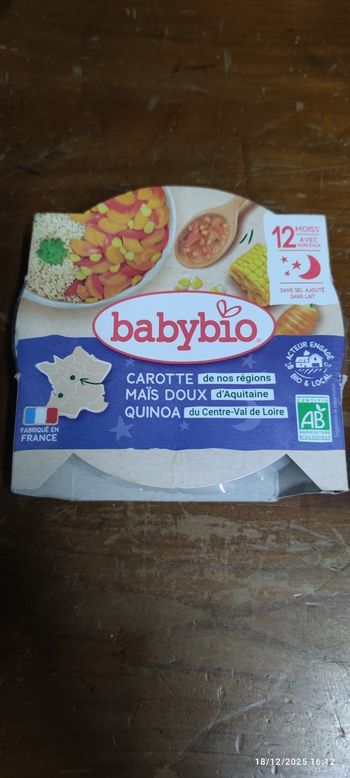 12 MOIS
AVEC
MORCEAUX
SANS SEL AJOUTÉ
SANS LAIT
babybio
ACTEUR ENGAGÉ
BIO & LOCAL
CAROTTE de nos régions
MAÏS DOUX d'Aquitaine
QUINOA du Centre-Val de Loire
FABRIQUÉ EN
FRANCE
CERTIFIÉ
AB
AGRICULTURE
BIOLOGIQUE
18/12/2025 16:12